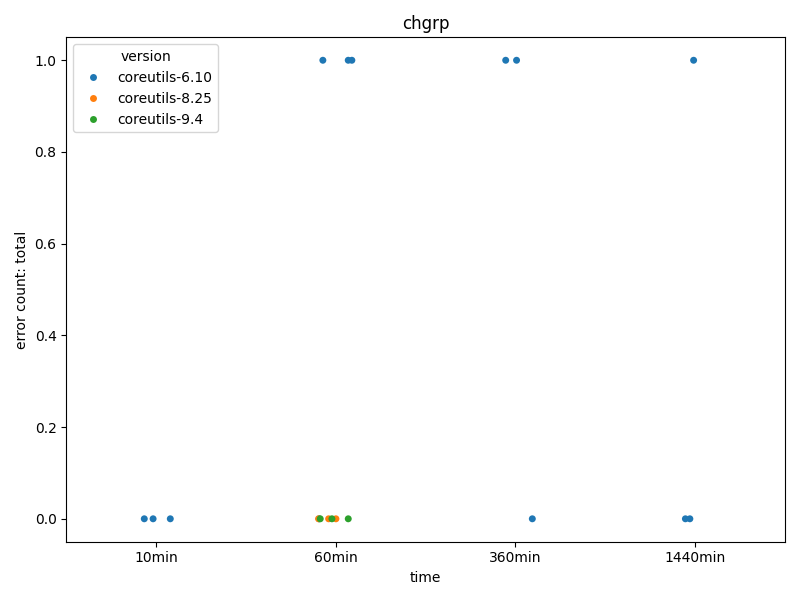 chgrp
version
coreutils-6.10
coreutils-8.25
coreutils-9.4
error count: total
1.0
0.8
0.6
0.4
0.2
0.0
10min
60min
360min
1440min
time